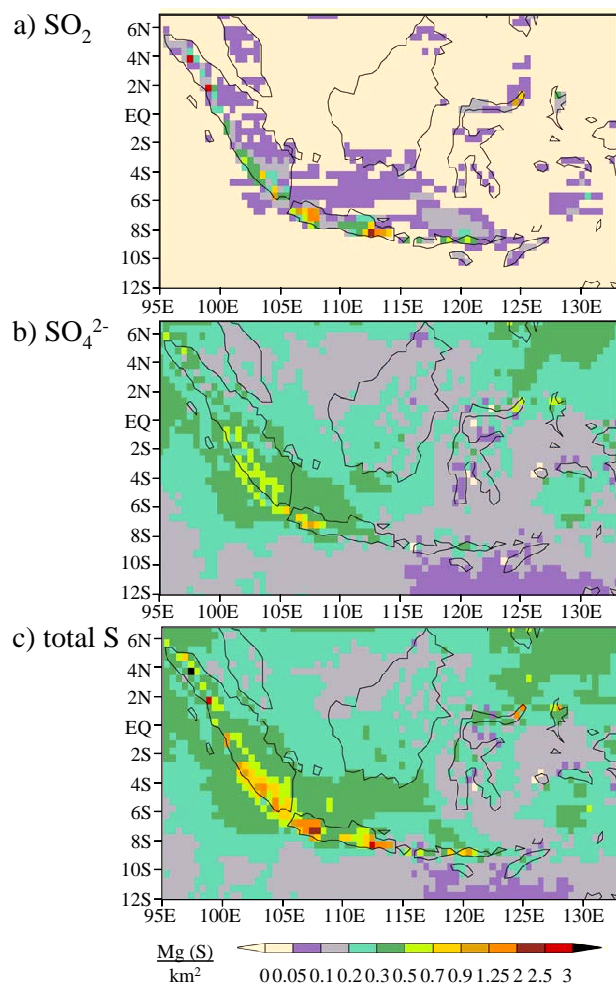 a) SO₂
6N
4N
2N
EQ
2S
4S
6S
8S
10S
12S
95E 100E 105E 110E 115E 120E 125E 130E
b) SO₄²⁻
6N
4N
2N
EQ
2S
4S
6S
8S
10S
12S
95E 100E 105E 110E 115E 120E 125E 130E
c) total S
6N
4N
2N
EQ
2S
4S
6S
8S
10S
12S
95E 100E 105E 110E 115E 120E 125E 130E
Mg (S)
km²
0 0.05 0.1 0.2 0.3 0.5 0.7 0.9 1.25 2 2.5 3